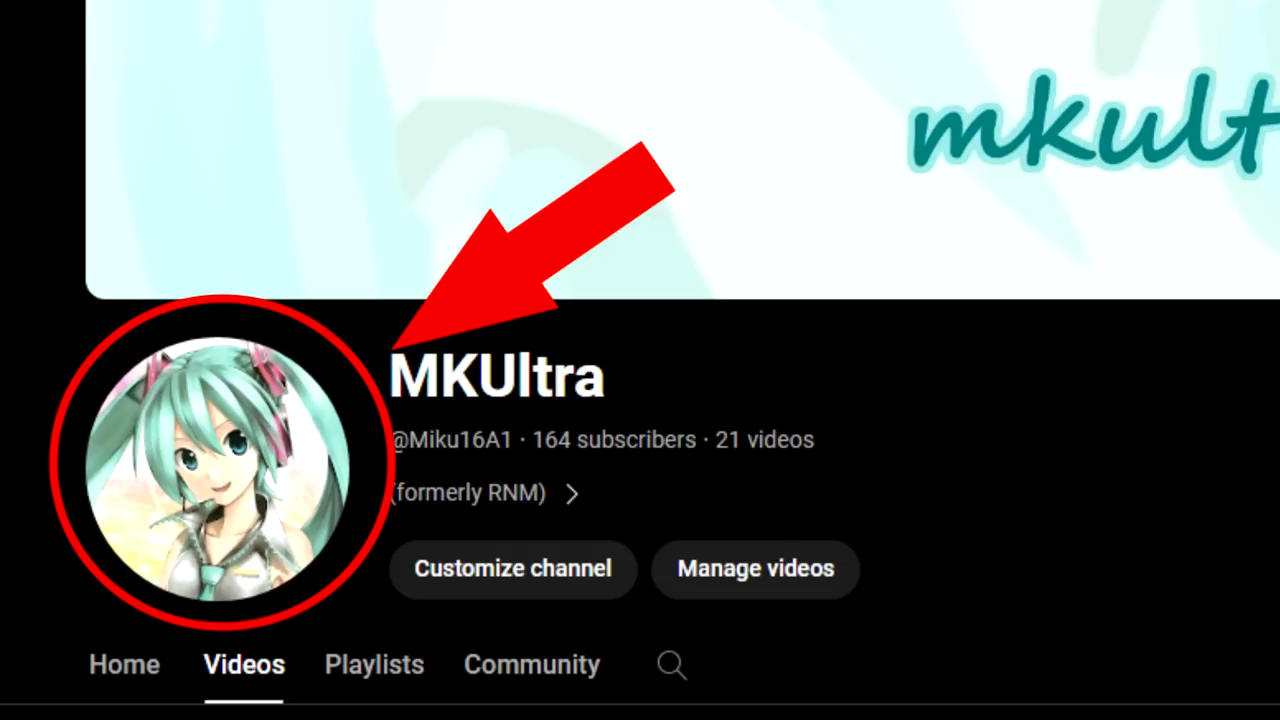 mkult
MKUltra
@Miku16A1 · 164 subscribers · 21 videos
(formerly RNM)
Customize channel
Manage videos
Home
Videos
Playlists
Community